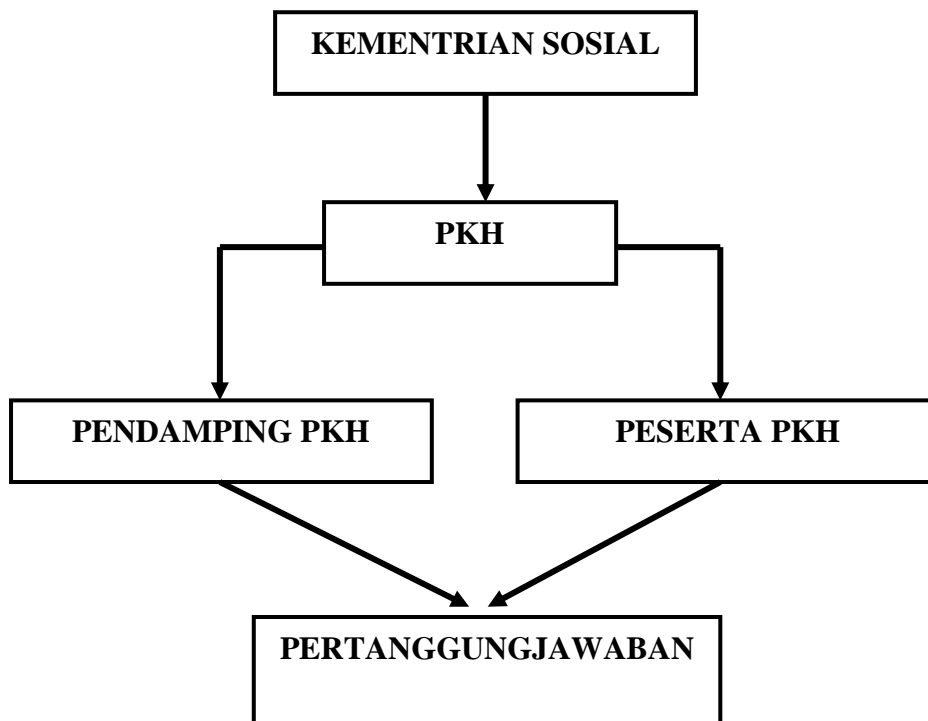 KEMENTRIAN SOSIAL
PKH
PENDAMPING PKH
PESERTA PKH
PERTANGGUNGJAWABAN